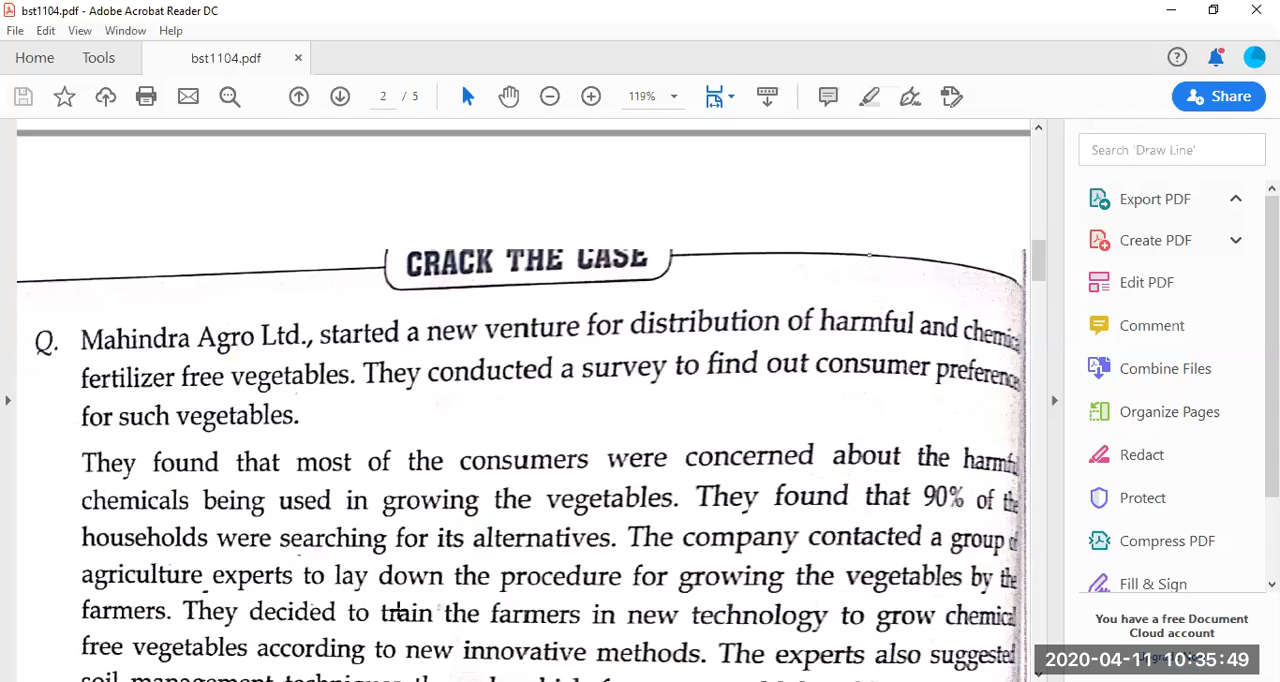 bst1104.pdf - Adobe Acrobat Reader DC
File Edit View Window Help
Home Tools bst1104.pdf ×
2 / 5 119% Share
Search 'Draw Line'
Export PDF
Create PDF
Edit PDF
Comment
Combine Files
Organize Pages
Redact
Protect
Compress PDF
Fill & Sign
You have a free Document
Cloud account
2020-04-11 10:35:49
CRACK THE CASE
Q. Mahindra Agro Ltd., started a new venture for distribution of harmful and
fertilizer free vegetables. They conducted a survey to find out consumer
for such vegetables.
They found that most of the consumers were concerned about the
chemicals being used in growing the vegetables. They found that 90% of the
households were searching for its alternatives. The company contacted a group
agriculture experts to lay down the procedure for growing the vegetables by the
farmers. They decided to train the farmers in new technology to grow
free vegetables according to new innovative methods. The experts also suggested
soil management techniques